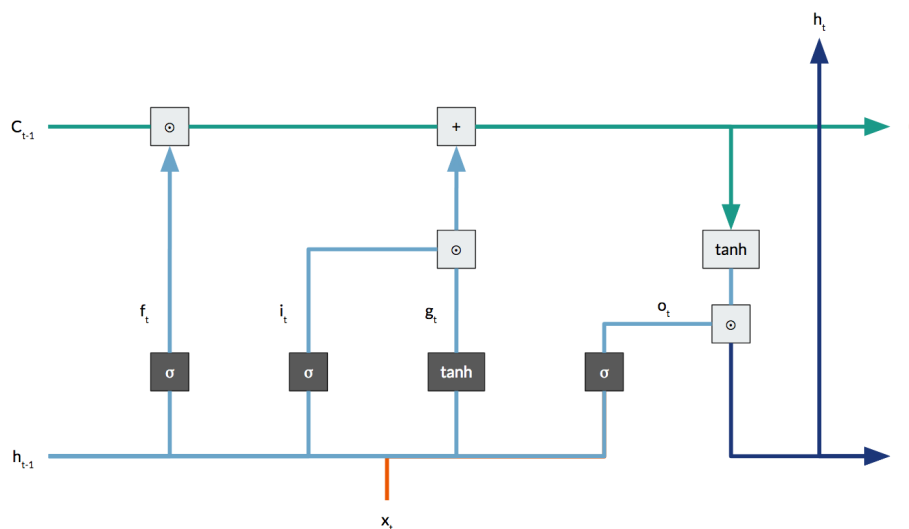 h_t
C_t-1
⊙
+
⊙
tanh
f_t
i_t
g_t
o_t
⊙
σ
σ
tanh
σ
h_t-1
x_t